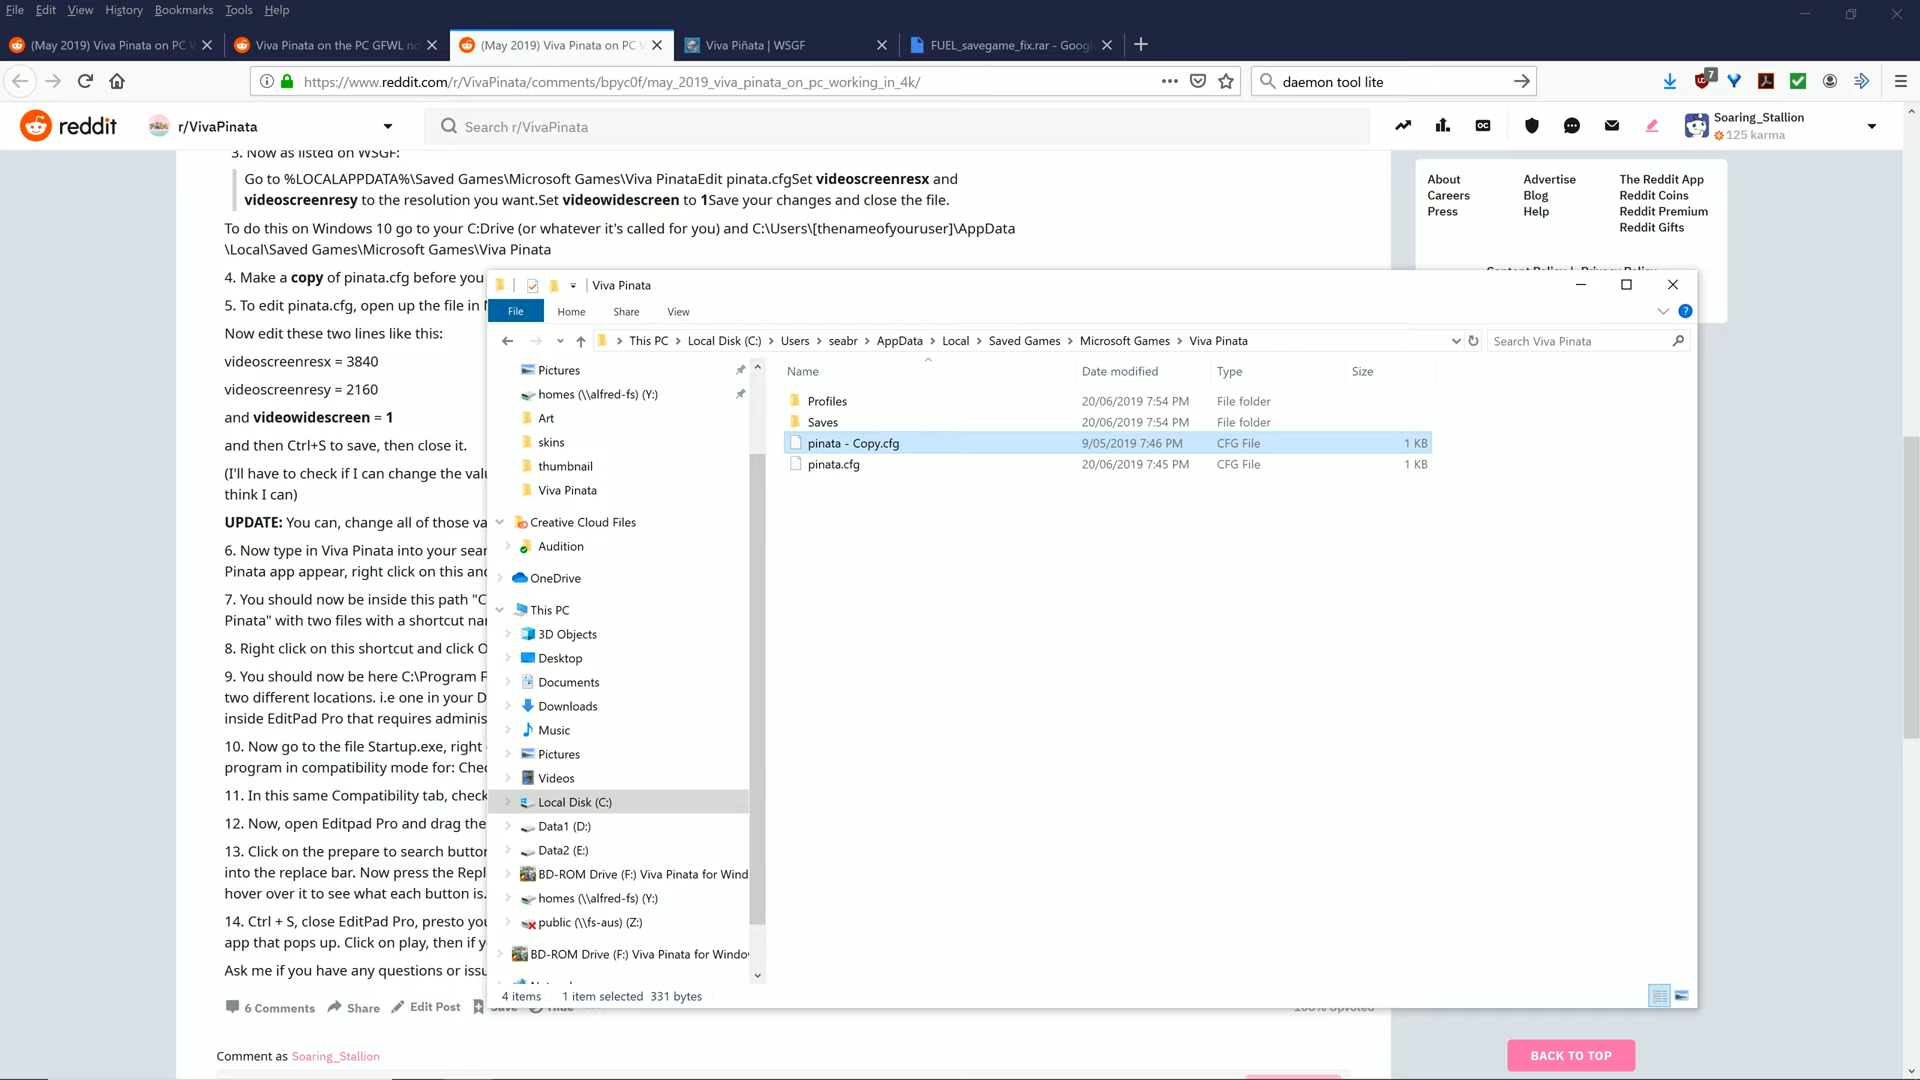 File Edit View History Bookmarks Tools Help
(May 2019) Viva Pinata on PC W
Viva Pinata on the PC GFWL no
(May 2019) Viva Pinata on PC W
Viva Piñata | WSGF
FUEL_savegame_fix.rar - Goog
https://www.reddit.com/r/VivaPinata/comments/bpyc0f/may_2019_viva_pinata_on_pc_working_in_4k/
daemon tool lite
7
reddit
r/VivaPinata
Search r/VivaPinata
Soaring_Stallion
125 karma
3. Now as listed on WSGF:
Go to %LOCALAPPDATA%\Saved Games\Microsoft Games\Viva PinataEdit pinata.cfgSet videoscreenresx and
videoscreenresy to the resolution you want.Set videowidescreen to 1Save your changes and close the file.
To do this on Windows 10 go to your C:Drive (or whatever it's called for you) and C:\Users\[thenameofyouruser]\AppData
\Local\Saved Games\Microsoft Games\Viva Pinata
4. Make a copy of pinata.cfg before you
5. To edit pinata.cfg, open up the file in N
Now edit these two lines like this:
videoscreenresx = 3840
videoscreenresy = 2160
and videowidescreen = 1
and then Ctrl+S to save, then close it.
(I'll have to check if I can change the valu
think I can)
UPDATE: You can, change all of those va
6. Now type in Viva Pinata into your sear
Pinata app appear, right click on this and
7. You should now be inside this path "C
Pinata" with two files with a shortcut nar
8. Right click on this shortcut and click O
9. You should now be here C:\Program F
two different locations. i.e one in your D
inside EditPad Pro that requires adminis
10. Now go to the file Startup.exe, right
program in compatibility mode for: Chec
11. In this same Compatibility tab, check
12. Now, open Editpad Pro and drag the
13. Click on the prepare to search button
into the replace bar. Now press the Repl
hover over it to see what each button is.
14. Ctrl + S, close EditPad Pro, presto you
app that pops up. Click on play, then if y
Ask me if you have any questions or issu
6 Comments Share Edit Post Save Hide
100% Upvoted
Comment as Soaring_Stallion
About Advertise The Reddit App
Careers Blog Reddit Coins
Press Help Reddit Premium
Reddit Gifts
Content Policy | Privacy Policy
BACK TO TOP
Viva Pinata
File Home Share View
This PC Local Disk (C:) Users seabr AppData Local Saved Games Microsoft Games Viva Pinata
Search Viva Pinata
Name Date modified Type Size
Profiles 20/06/2019 7:54 PM File folder
Saves 20/06/2019 7:54 PM File folder
pinata - Copy.cfg 9/05/2019 7:46 PM CFG File 1 KB
pinata.cfg 20/06/2019 7:45 PM CFG File 1 KB
Pictures
homes (\\alfred-fs) (Y:)
Art
skins
thumbnail
Viva Pinata
Creative Cloud Files
Audition
OneDrive
This PC
3D Objects
Desktop
Documents
Downloads
Music
Pictures
Videos
Local Disk (C:)
Data1 (D:)
Data2 (E:)
BD-ROM Drive (F:) Viva Pinata for Wind
homes (\\alfred-fs) (Y:)
public (\\fs-aus) (Z:)
BD-ROM Drive (F:) Viva Pinata for Windo
4 items 1 item selected 331 bytes